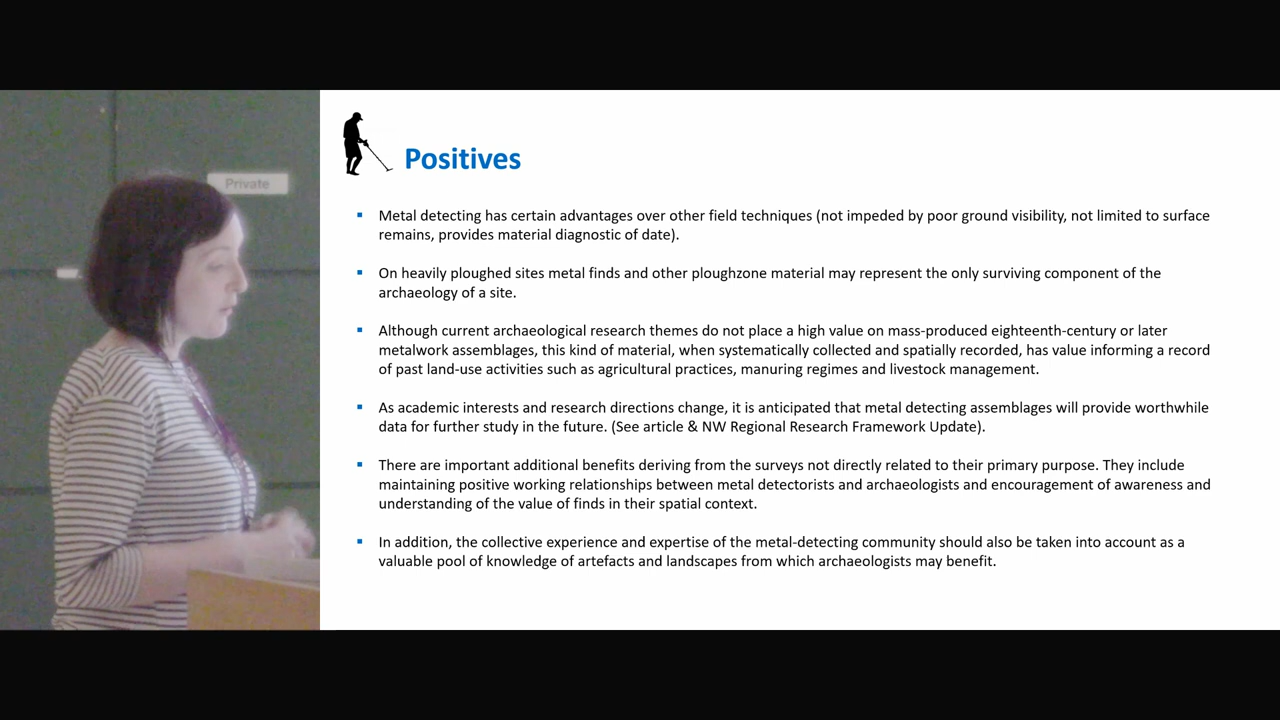 Private
Positives
Metal detecting has certain advantages over other field techniques (not impeded by poor ground visibility, not limited to surface
remains, provides material diagnostic of date).
On heavily ploughed sites metal finds and other ploughzone material may represent the only surviving component of the
archaeology of a site.
Although current archaeological research themes do not place a high value on mass-produced eighteenth-century or later
metalwork assemblages, this kind of material, when systematically collected and spatially recorded, has value informing a record
of past land-use activities such as agricultural practices, manuring regimes and livestock management.
As academic interests and research directions change, it is anticipated that metal detecting assemblages will provide worthwhile
data for further study in the future. (See article & NW Regional Research Framework Update).
There are important additional benefits deriving from the surveys not directly related to their primary purpose. They include
maintaining positive working relationships between metal detectorists and archaeologists and encouragement of awareness and
understanding of the value of finds in their spatial context.
In addition, the collective experience and expertise of the metal-detecting community should also be taken into account as a
valuable pool of knowledge of artefacts and landscapes from which archaeologists may benefit.